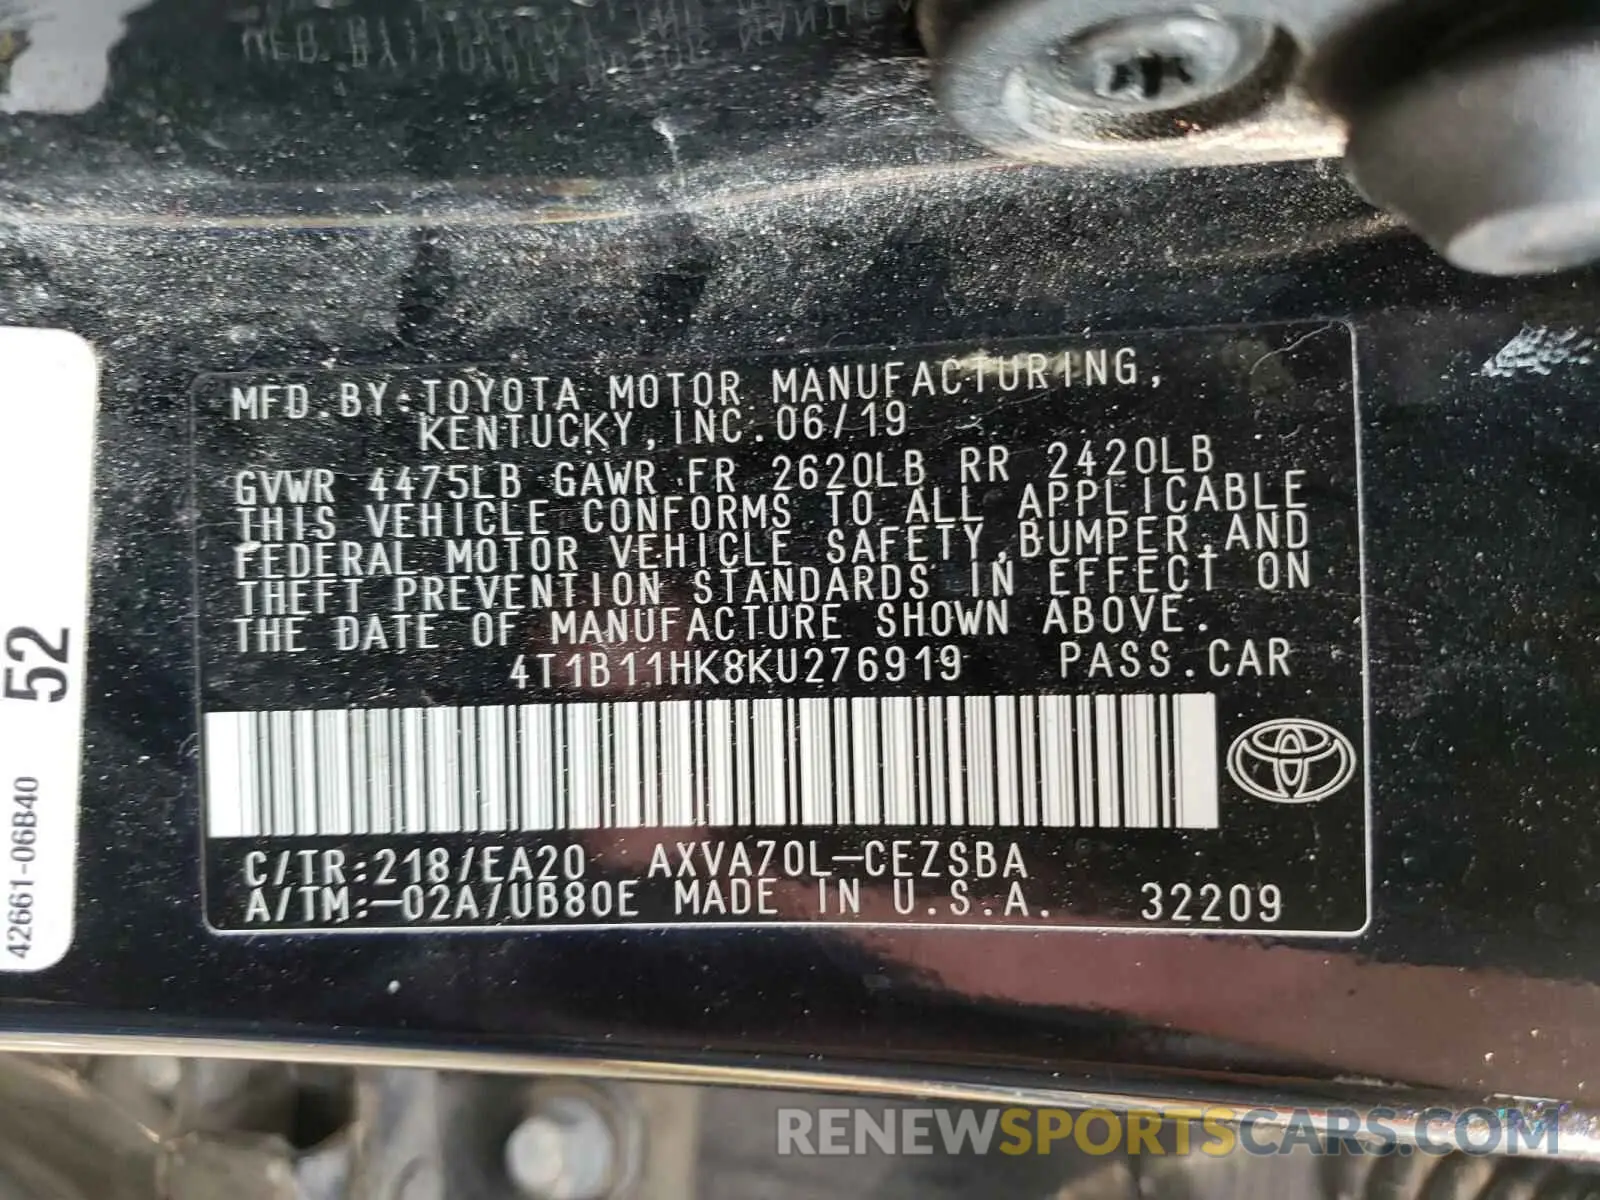 MFD.BY:TOYOTA MOTOR MANUFACTURING,
KENTUCKY,INC.06/19
GVWR 4475LB GAWR FR 2620LB RR 2420LB
THIS VEHICLE CONFORMS TO ALL APPLICABLE
FEDERAL MOTOR VEHICLE SAFETY,BUMPER,AND
THEFT PREVENTION STANDARDS IN EFFECT ON
THE DATE OF MANUFACTURE SHOWN ABOVE.
4T1B11HK8KU276919 PASS.CAR
C/TR:218/EA20 AXVA70L-CEZSBA
A/TM:-02A/UB80E MADE IN U.S.A. 32209
52
42661-06B40
RENEWSPORTSCARS.COM